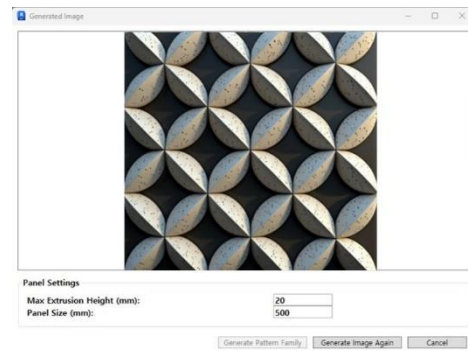 Generated Image
Panel Settings
Max Extrusion Height (mm): 20
Panel Size (mm): 500
Generate Pattern Family Generate Image Again Cancel